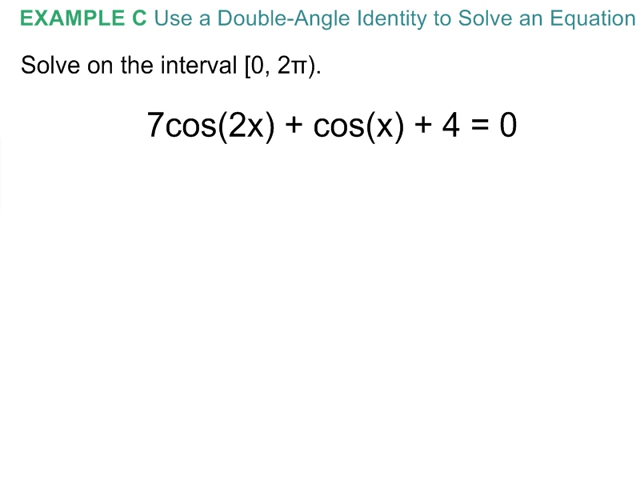 EXAMPLE C Use a Double-Angle Identity to Solve an Equation
Solve on the interval [0, 2π).
7cos(2x) + cos(x) + 4 = 0